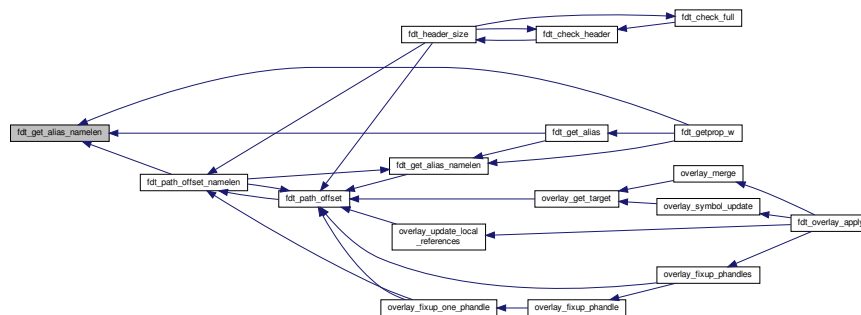 fdt_check_full
fdt_header_size
fdt_check_header
fdt_get_alias_namelen
fdt_get_alias
fdt_getprop_w
fdt_get_alias_namelen
overlay_merge
fdt_path_offset_namelen
fdt_path_offset
overlay_get_target
overlay_symbol_update
fdt_overlay_apply
overlay_update_local
_references
overlay_fixup_phandles
overlay_fixup_one_phandle
overlay_fixup_phandle